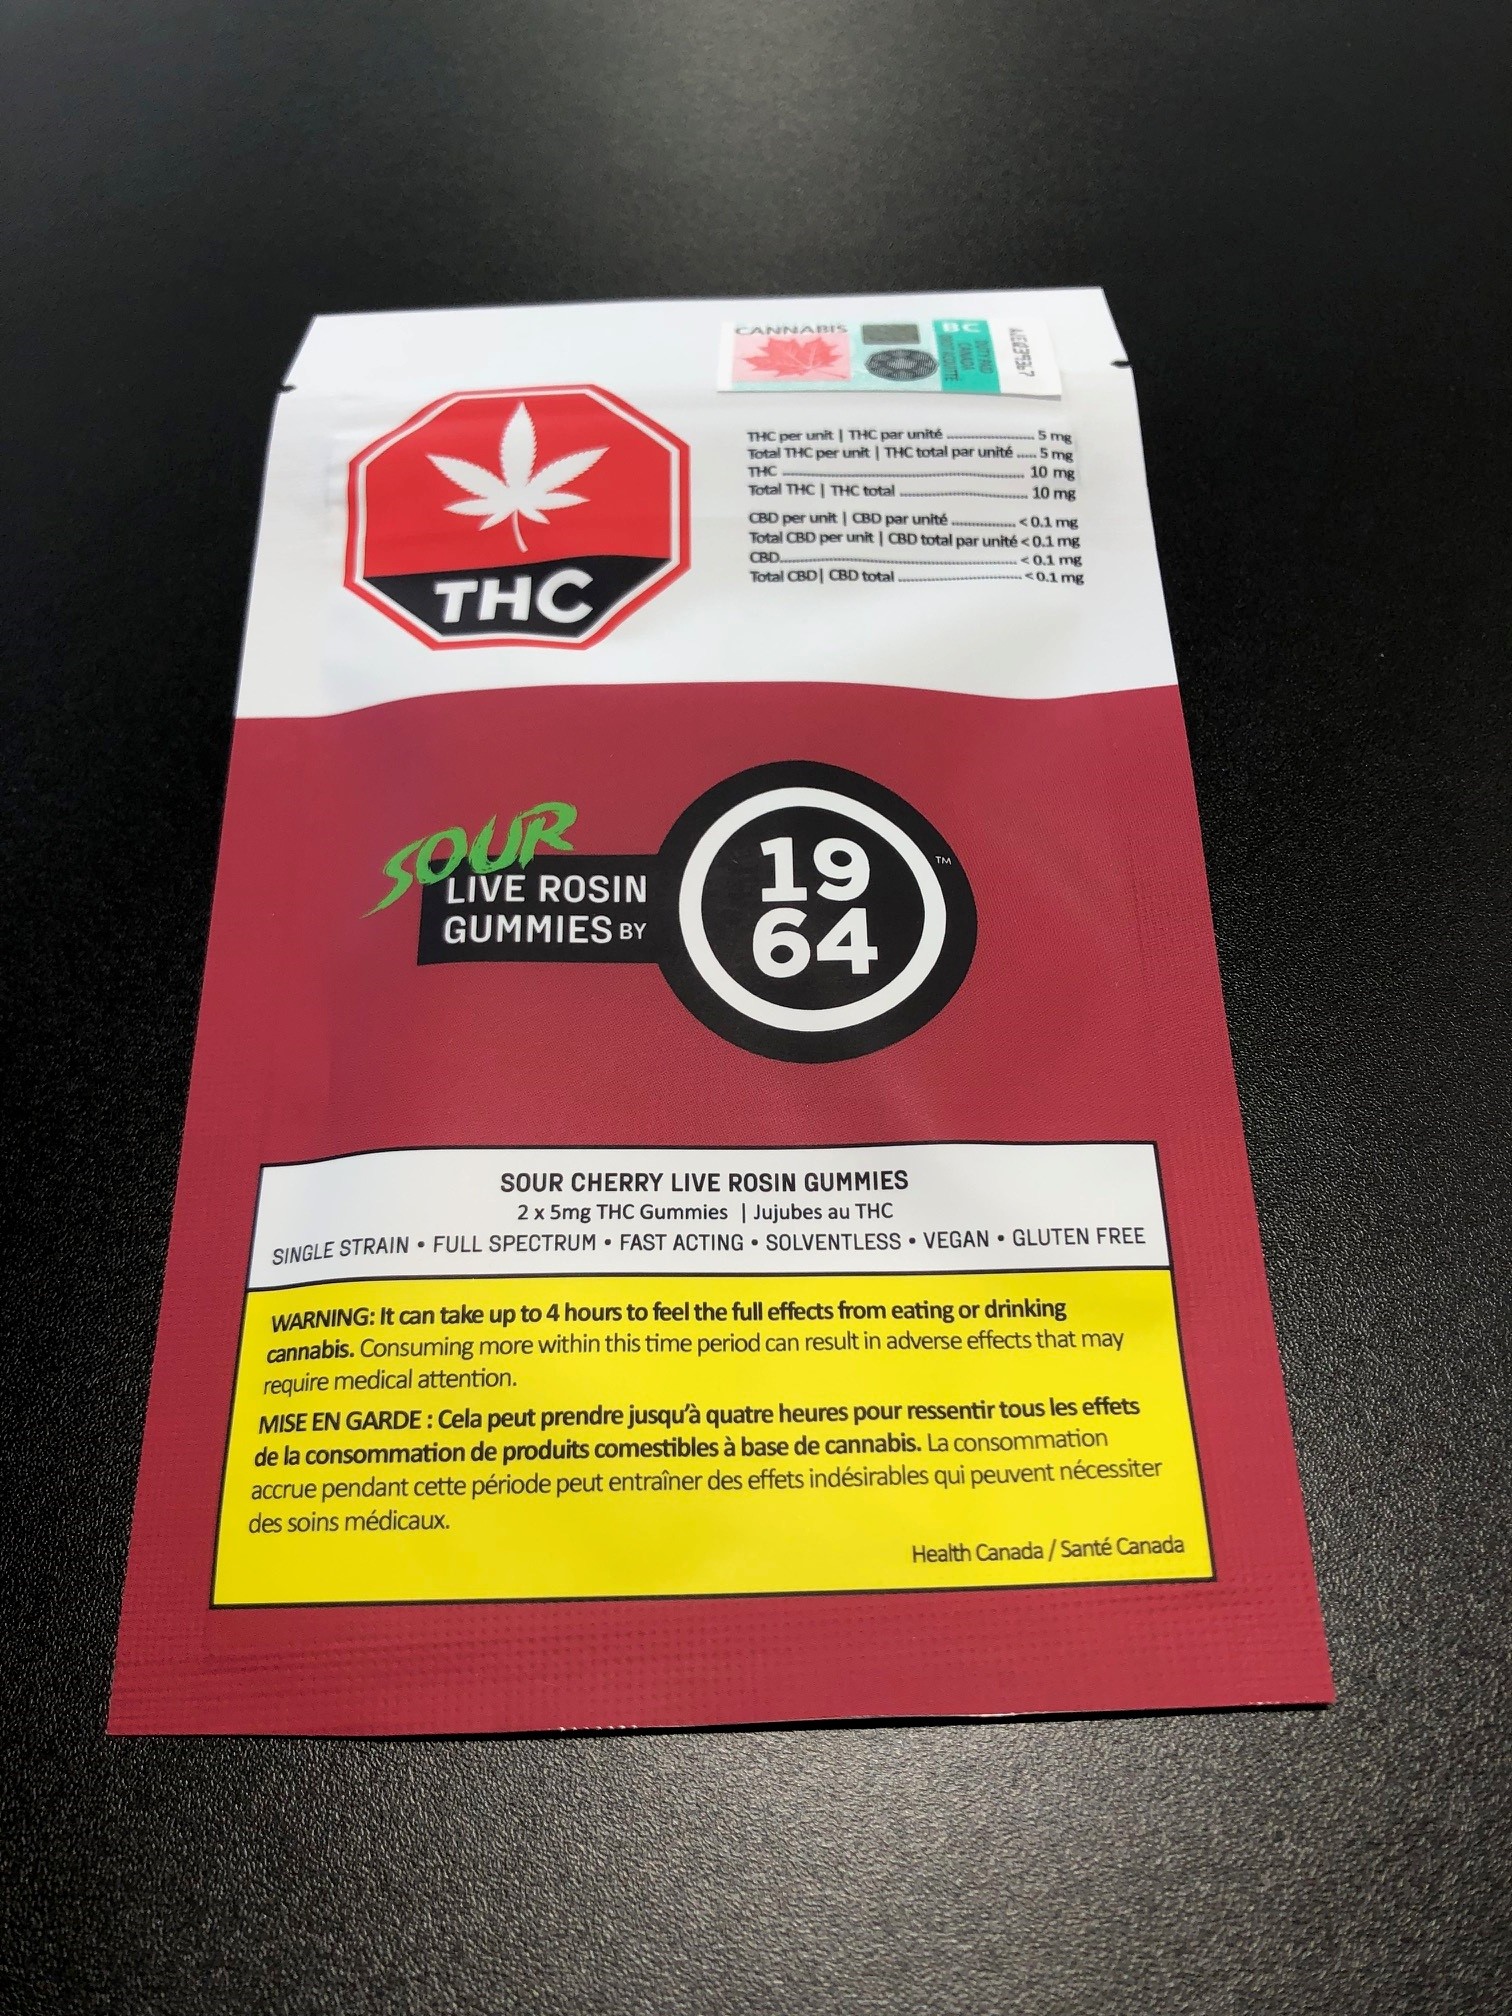 CANNABIS
BC
DUTY PAID
CANADA
DROIT ACQUITTÉ
THC per unit | THC par unité ........................ 5 mg
Total THC per unit | THC total par unité ..... 5 mg
THC ........................ 10 mg
Total THC | THC total ........................ 10 mg
CBD per unit | CBD par unité ................ < 0.1 mg
Total CBD per unit | CBD total par unité < 0.1 mg
CBD........................ < 0.1 mg
Total CBD| CBD total ........................ < 0.1 mg
THC
SOUR
LIVE ROSIN
GUMMIES BY
19
64
TM
SOUR CHERRY LIVE ROSIN GUMMIES
2 x 5mg THC Gummies | Jujubes au THC
SINGLE STRAIN • FULL SPECTRUM • FAST ACTING • SOLVENTLESS • VEGAN • GLUTEN FREE
WARNING: It can take up to 4 hours to feel the full effects from eating or drinking
cannabis. Consuming more within this time period can result in adverse effects that may
require medical attention.
MISE EN GARDE : Cela peut prendre jusqu'à quatre heures pour ressentir tous les effets
de la consommation de produits comestibles à base de cannabis. La consommation
accrue pendant cette période peut entraîner des effets indésirables qui peuvent nécessiter
des soins médicaux.
Health Canada / Santé Canada